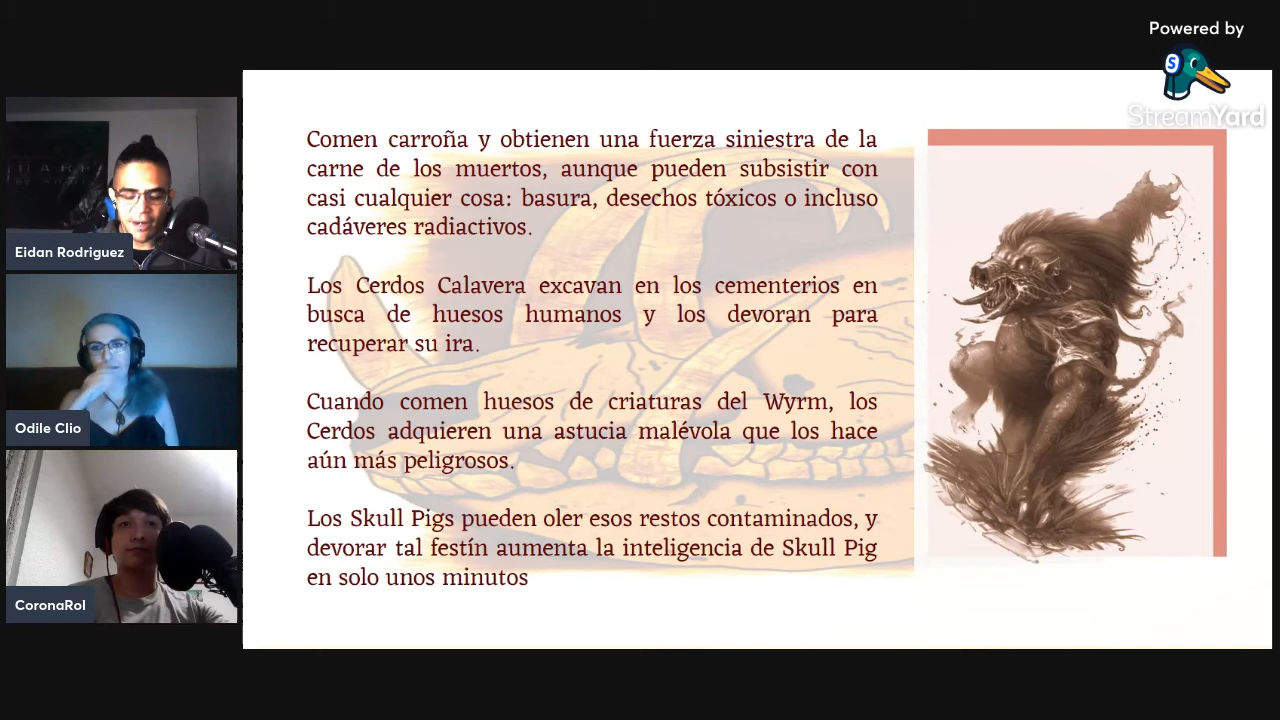 Powered by
StreamYard
Eidan Rodriguez
Odile Clio
CoronaRol
Comen carroña y obtienen una fuerza siniestra de la
carne de los muertos, aunque pueden subsistir con
casi cualquier cosa: basura, desechos tóxicos o incluso
cadáveres radiactivos.
Los Cerdos Calavera excavan en los cementerios en
busca de huesos humanos y los devoran para
recuperar su ira.
Cuando comen huesos de criaturas del Wyrm, los
Cerdos adquieren una astucia malévola que los hace
aún más peligrosos.
Los Skull Pigs pueden oler esos restos contaminados, y
devorar tal festín aumenta la inteligencia de Skull Pig
en solo unos minutos